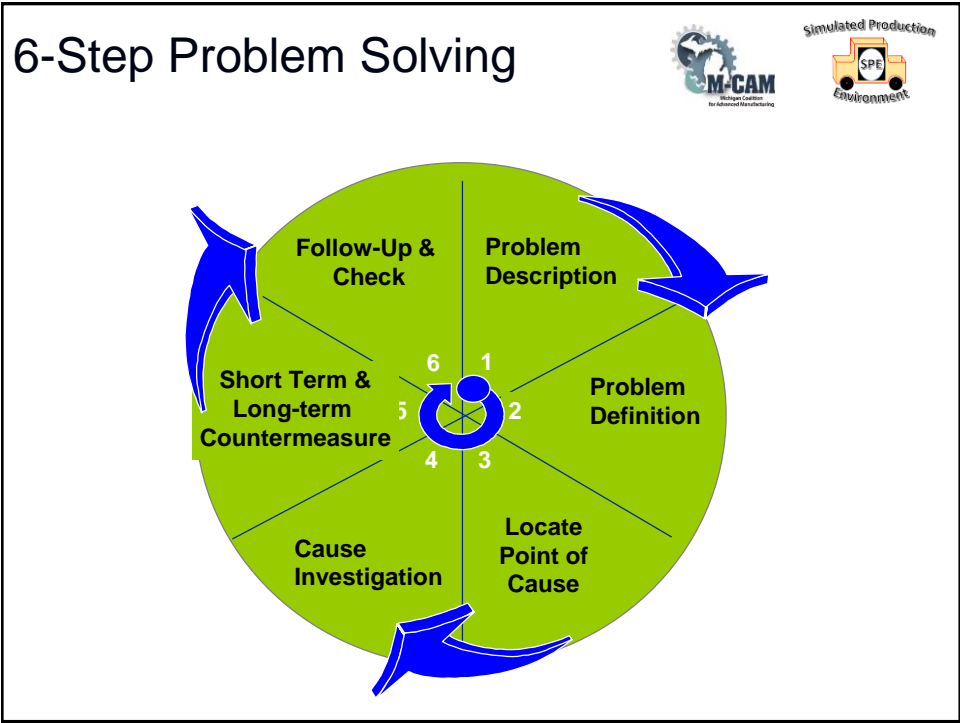 6-Step Problem Solving
M-CAM
Michigan Coalition
for Advanced Manufacturing
Simulated Production
SPE
Environment
Follow-Up &
Check
Problem
Description
6
1
Short Term &
Long-term
Countermeasure
5
2
Problem
Definition
4
3
Cause
Investigation
Locate
Point of
Cause